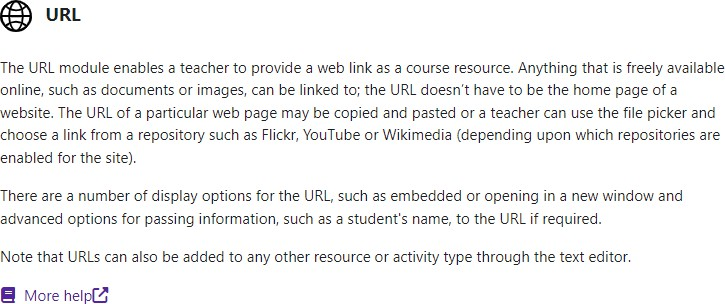 URL
The URL module enables a teacher to provide a web link as a course resource. Anything that is freely available
online, such as documents or images, can be linked to; the URL doesn’t have to be the home page of a
website. The URL of a particular web page may be copied and pasted or a teacher can use the file picker and
choose a link from a repository such as Flickr, YouTube or Wikimedia (depending upon which repositories are
enabled for the site).
There are a number of display options for the URL, such as embedded or opening in a new window and
advanced options for passing information, such as a student's name, to the URL if required.
Note that URLs can also be added to any other resource or activity type through the text editor.
More help